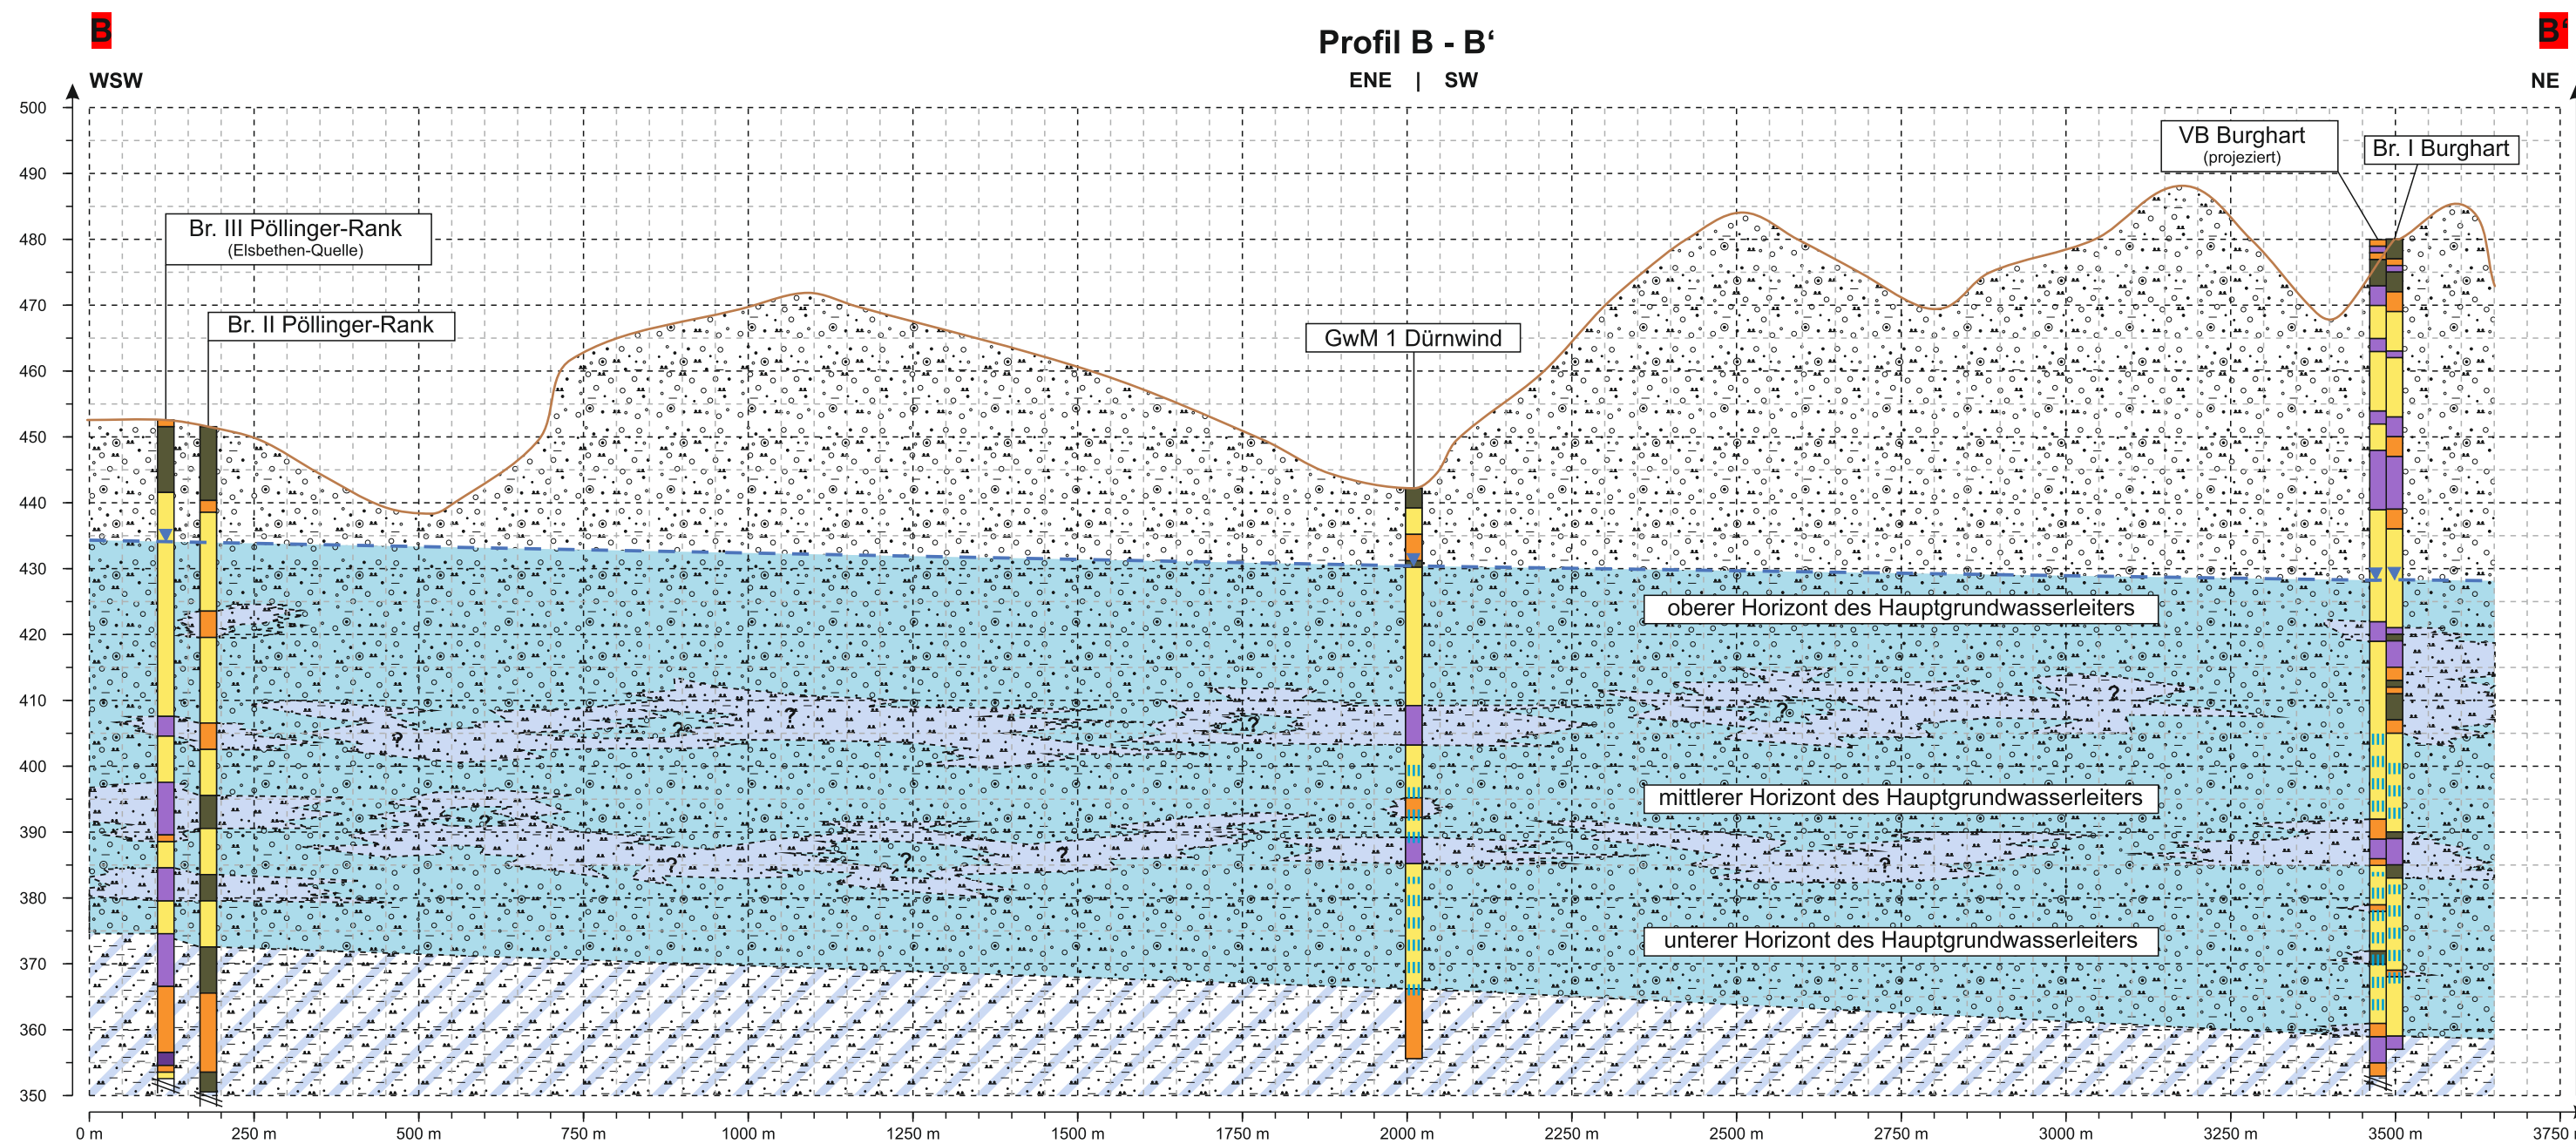 B
Profil B - B‘
B‘
WSW
ENE | SW
NE
VB Burghart
(projeziert)
Br. I Burghart
Br. III Pöllinger-Rank
(Elsbethen-Quelle)
Br. II Pöllinger-Rank
GwM 1 Dürnwind
500
490
480
470
460
450
440
430
420
410
400
390
380
370
360
350
oberer Horizont des Hauptgrundwasserleiters
mittlerer Horizont des Hauptgrundwasserleiters
unterer Horizont des Hauptgrundwasserleiters
?
?
?
?
?
?
?
?
?
?
?
0 m
250 m
500 m
750 m
1000 m
1250 m
1500 m
1750 m
2000 m
2250 m
2500 m
2750 m
3000 m
3250 m
3500 m
3750 m